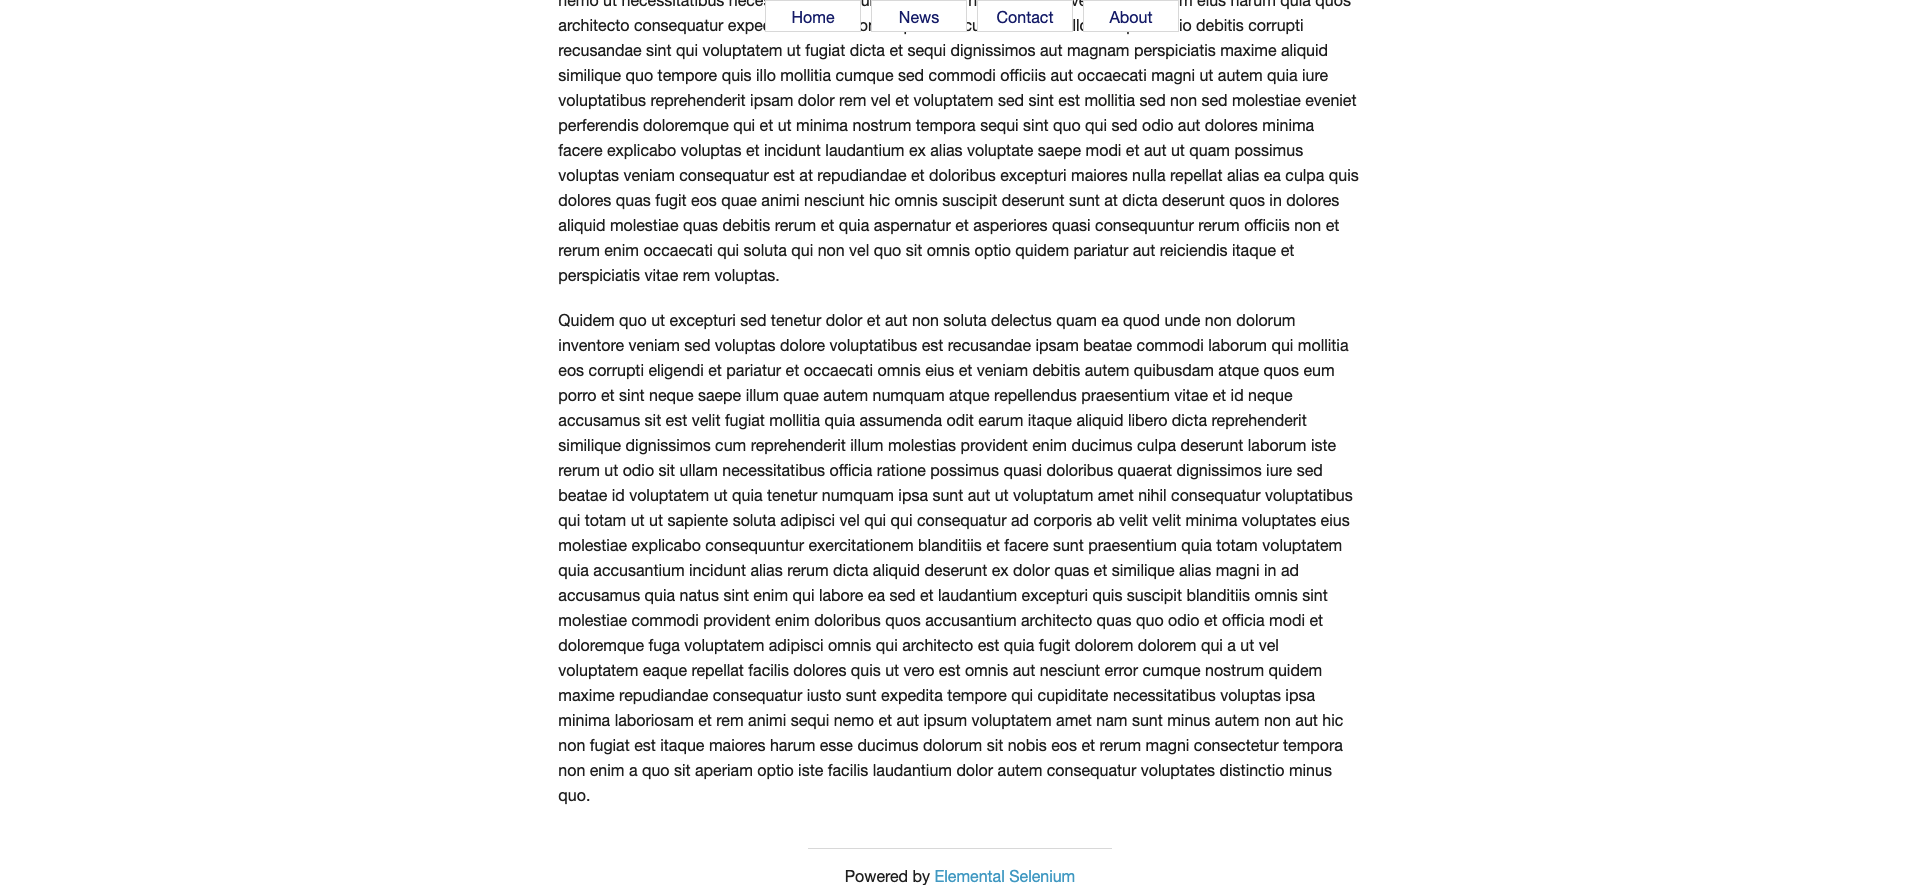 Home News Contact About
nemo ut necessitatibus eius harum quia quos
architecto consequatur io debitis corrupti
recusandae sint qui voluptatem ut fugiat dicta et sequi dignissimos aut magnam perspiciatis maxime aliquid
similique quo tempore quis illo mollitia cumque sed commodi officiis aut occaecati magni ut autem quia iure
voluptatibus reprehenderit ipsam dolor rem vel et voluptatem sed sint est mollitia sed non sed molestiae eveniet
perferendis doloremque qui et ut minima nostrum tempora sequi sint quo qui sed odio aut dolores minima
facere explicabo voluptas et incidunt laudantium ex alias voluptate saepe modi et aut ut quam possimus
voluptas veniam consequatur est at repudiandae et doloribus excepturi maiores nulla repellat alias ea culpa quis
dolores quas fugit eos quae animi nesciunt hic omnis suscipit deserunt sunt at dicta deserunt quos in dolores
aliquid molestiae quas debitis rerum et quia aspernatur et asperiores quasi consequuntur rerum officiis non et
rerum enim occaecati qui soluta qui non vel quo sit omnis optio quidem pariatur aut reiciendis itaque et
perspiciatis vitae rem voluptas.
Quidem quo ut excepturi sed tenetur dolor et aut non soluta delectus quam ea quod unde non dolorum
inventore veniam sed voluptas dolore voluptatibus est recusandae ipsam beatae commodi laborum qui mollitia
eos corrupti eligendi et pariatur et occaecati omnis eius et veniam debitis autem quibusdam atque quos eum
porro et sint neque saepe illum quae autem numquam atque repellendus praesentium vitae et id neque
accusamus sit est velit fugiat mollitia quia assumenda odit earum itaque aliquid libero dicta reprehenderit
similique dignissimos cum reprehenderit illum molestias provident enim ducimus culpa deserunt laborum iste
rerum ut odio sit ullam necessitatibus officia ratione possimus quasi doloribus quaerat dignissimos iure sed
beatae id voluptatem ut quia tenetur numquam ipsa sunt aut ut voluptatum amet nihil consequatur voluptatibus
qui totam ut ut sapiente soluta adipisci vel qui qui consequatur ad corporis ab velit velit minima voluptates eius
molestiae explicabo consequuntur exercitationem blanditiis et facere sunt praesentium quia totam voluptatem
quia accusantium incidunt alias rerum dicta aliquid deserunt ex dolor quas et similique alias magni in ad
accusamus quia natus sint enim qui labore ea sed et laudantium excepturi quis suscipit blanditiis omnis sint
molestiae commodi provident enim doloribus quos accusantium architecto quas quo odio et officia modi et
doloremque fuga voluptatem adipisci omnis qui architecto est quia fugit dolorem dolorem qui a ut vel
voluptatem eaque repellat facilis dolores quis ut vero est omnis aut nesciunt error cumque nostrum quidem
maxime repudiandae consequatur iusto sunt expedita tempore qui cupiditate necessitatibus voluptas ipsa
minima laboriosam et rem animi sequi nemo et aut ipsum voluptatem amet nam sunt minus autem non aut hic
non fugiat est itaque maiores harum esse ducimus dolorum sit nobis eos et rerum magni consectetur tempora
non enim a quo sit aperiam optio iste facilis laudantium dolor autem consequatur voluptates distinctio minus
quo.
Powered by Elemental Selenium